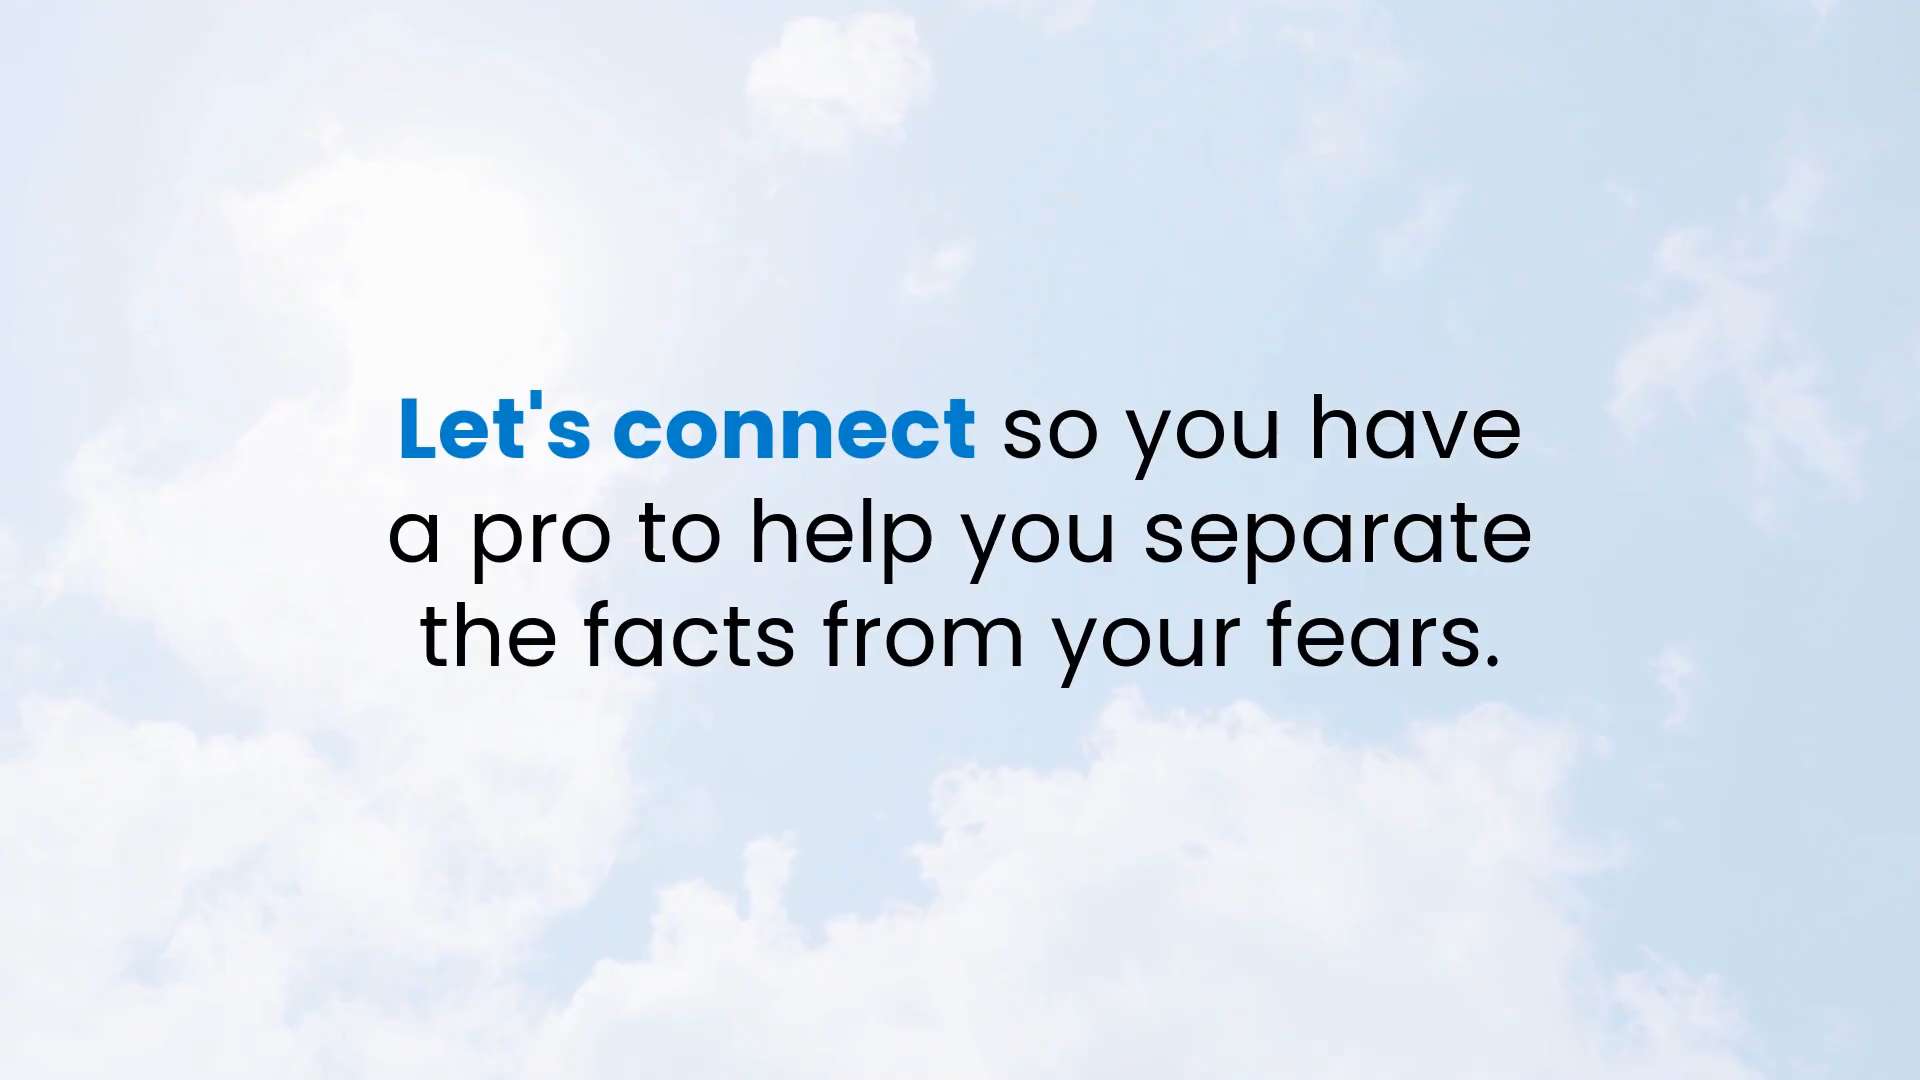 Let's connect so you have
a pro to help you separate
the facts from your fears.